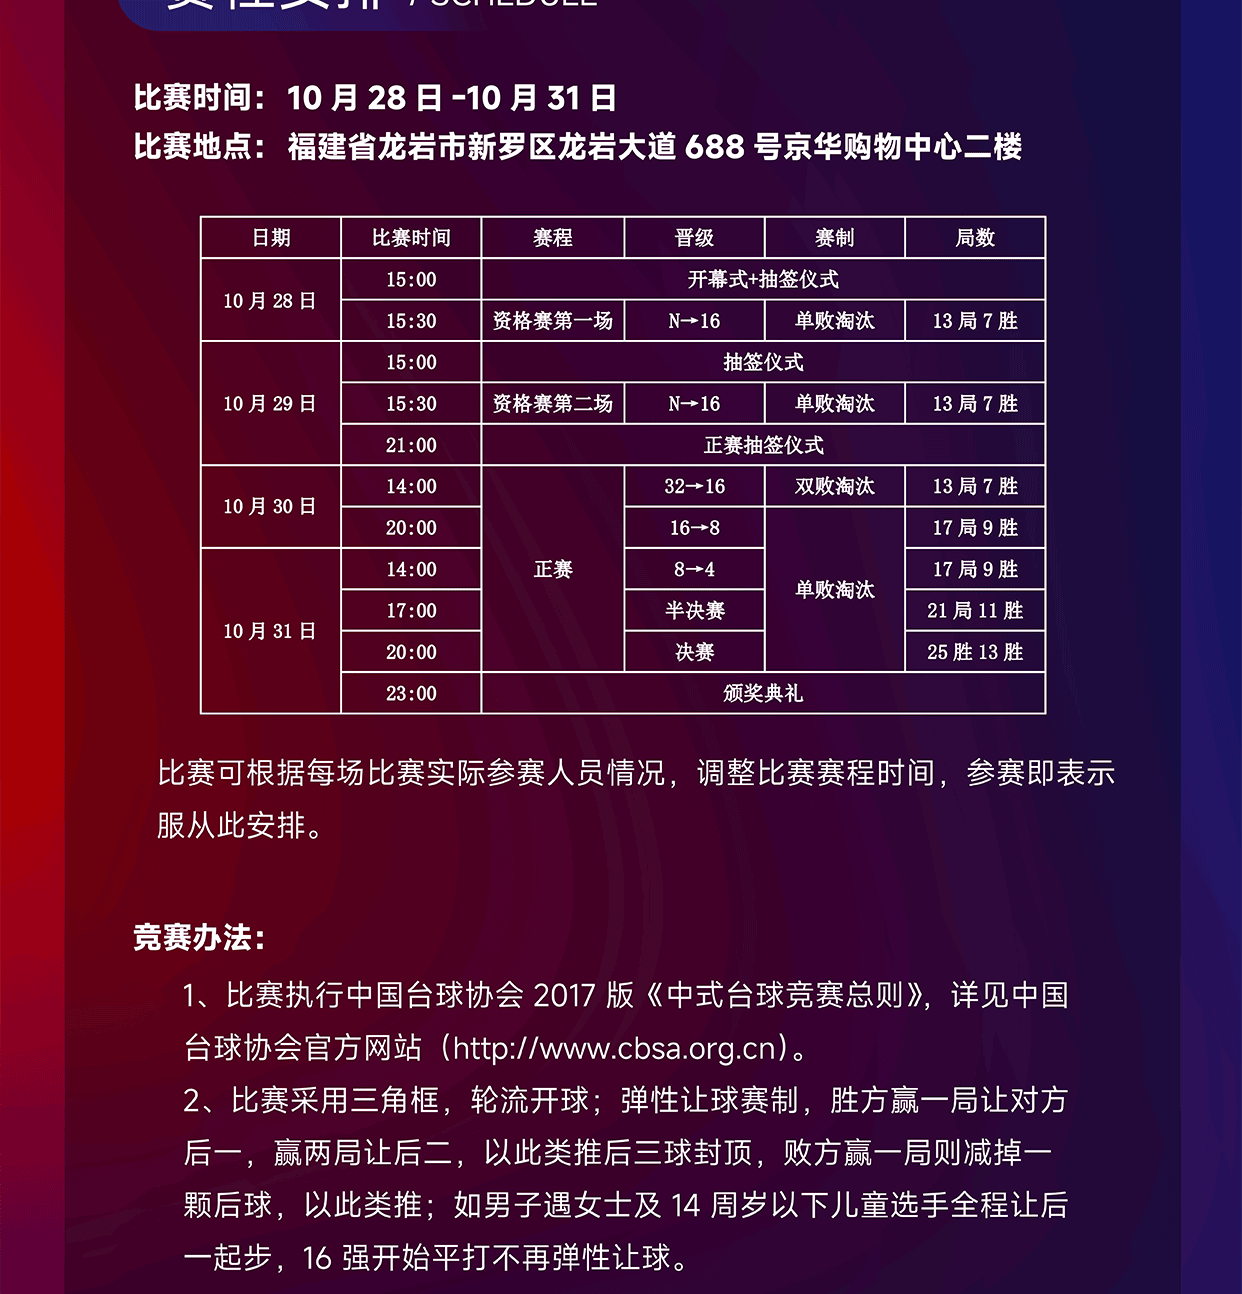 赛程安排 / SCHEDULE
比赛时间： 10 月 28 日 -10 月 31 日
比赛地点： 福建省龙岩市新罗区龙岩大道 688 号京华购物中心二楼
日期 比赛时间 赛程 晋级 赛制 局数
10 月 28 日 15:00 开幕式+抽签仪式
15:30 资格赛第一场 N→16 单败淘汰 13 局 7 胜
10 月 29 日 15:00 抽签仪式
15:30 资格赛第二场 N→16 单败淘汰 13 局 7 胜
21:00 正赛抽签仪式
10 月 30 日 14:00 正赛 32→16 双败淘汰 13 局 7 胜
20:00 16→8 单败淘汰 17 局 9 胜
10 月 31 日 14:00 8→4 17 局 9 胜
17:00 半决赛 21 局 11 胜
20:00 决赛 25 胜 13 胜
23:00 颁奖典礼
比赛可根据每场比赛实际参赛人员情况，调整比赛赛程时间，参赛即表示
服从此安排。
竞赛办法：
1、比赛执行中国台球协会 2017 版《中式台球竞赛总则》，详见中国
台球协会官方网站（http://www.cbsa.org.cn）。
2、比赛采用三角框，轮流开球；弹性让球赛制，胜方赢一局让对方
后一，赢两局让后二，以此类推后三球封顶，败方赢一局则减掉一
颗后球，以此类推；如男子遇女士及 14 周岁以下儿童选手全程让后
一起步，16 强开始平打不再弹性让球。